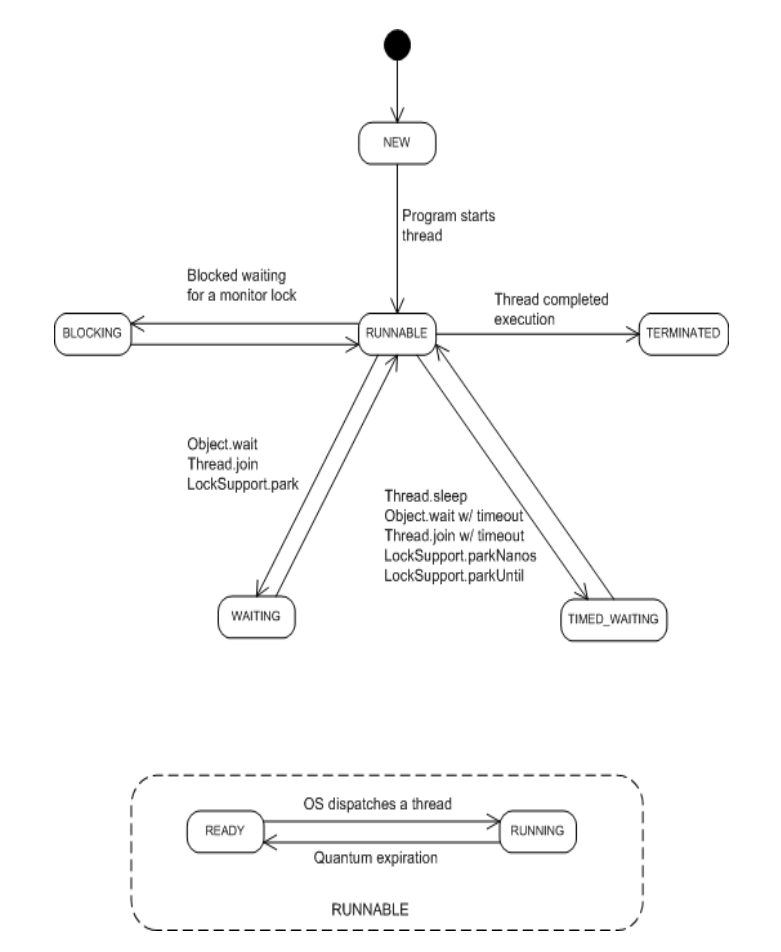 NEW
Program starts
thread
Blocked waiting
for a monitor lock
Thread completed
execution
BLOCKING
RUNNABLE
TERMINATED
Object.wait
Thread.join
LockSupport.park
Thread.sleep
Object.wait w/ timeout
Thread.join w/ timeout
LockSupport.parkNanos
LockSupport.parkUntil
WAITING
TIMED_WAITING
OS dispatches a thread
READY
RUNNING
Quantum expiration
RUNNABLE